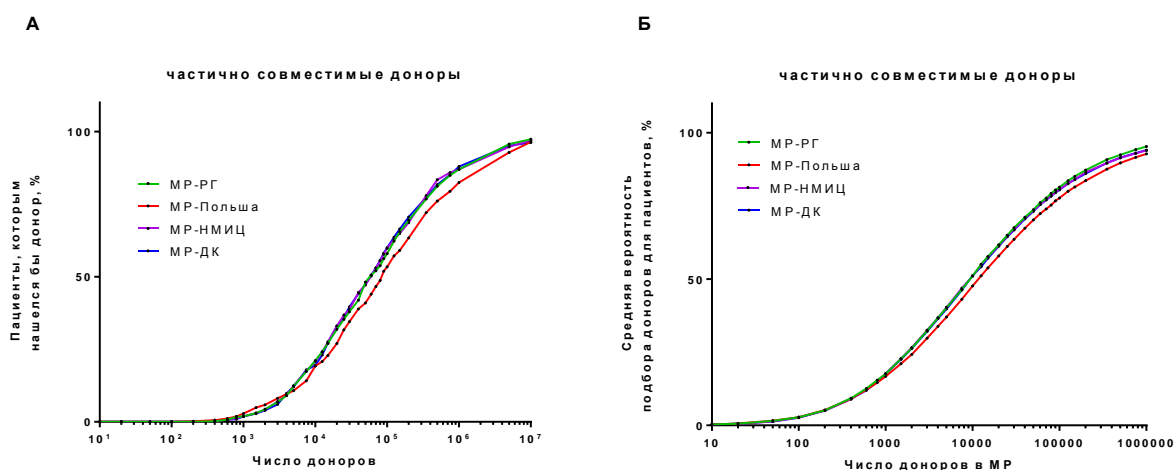 А
частично совместимые доноры
Пациенты, которым
нашелся бы донор, %
100
50
0
МР-РГ
МР-Польша
МР-НМИЦ
МР-ДК
10¹
10²
10³
10⁴
10⁵
10⁶
10⁷
Число доноров
Б
частично совместимые доноры
Средняя вероятность
подбора доноров для пациентов, %
100
50
0
МР-РГ
МР-Польша
МР-НМИЦ
МР-ДК
10
100
1000
10000
100000
1000000
Число доноров в МР